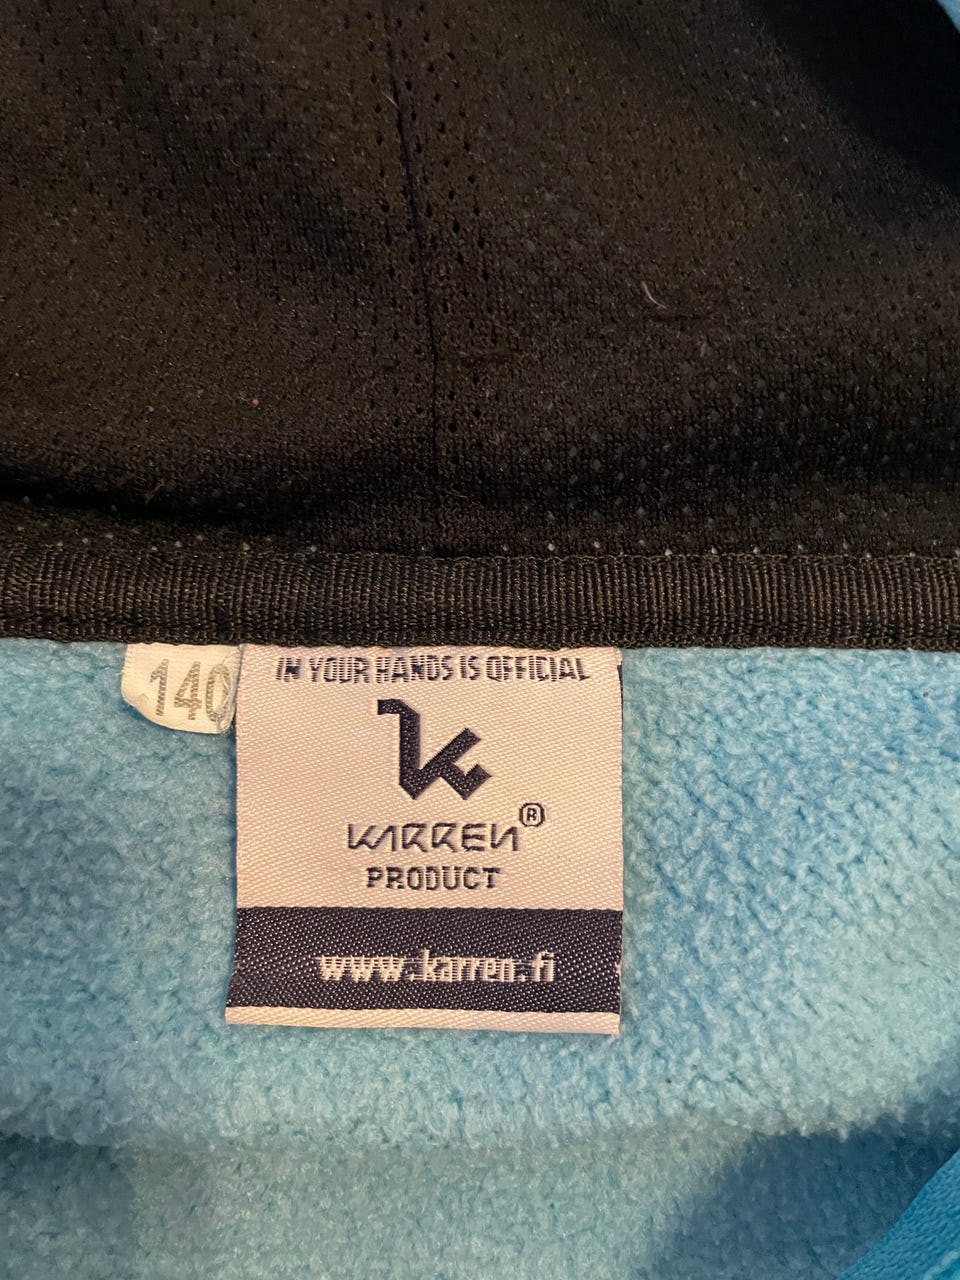 140
IN YOUR HANDS IS OFFICIAL
KARREN®
PRODUCT
www.karren.fi